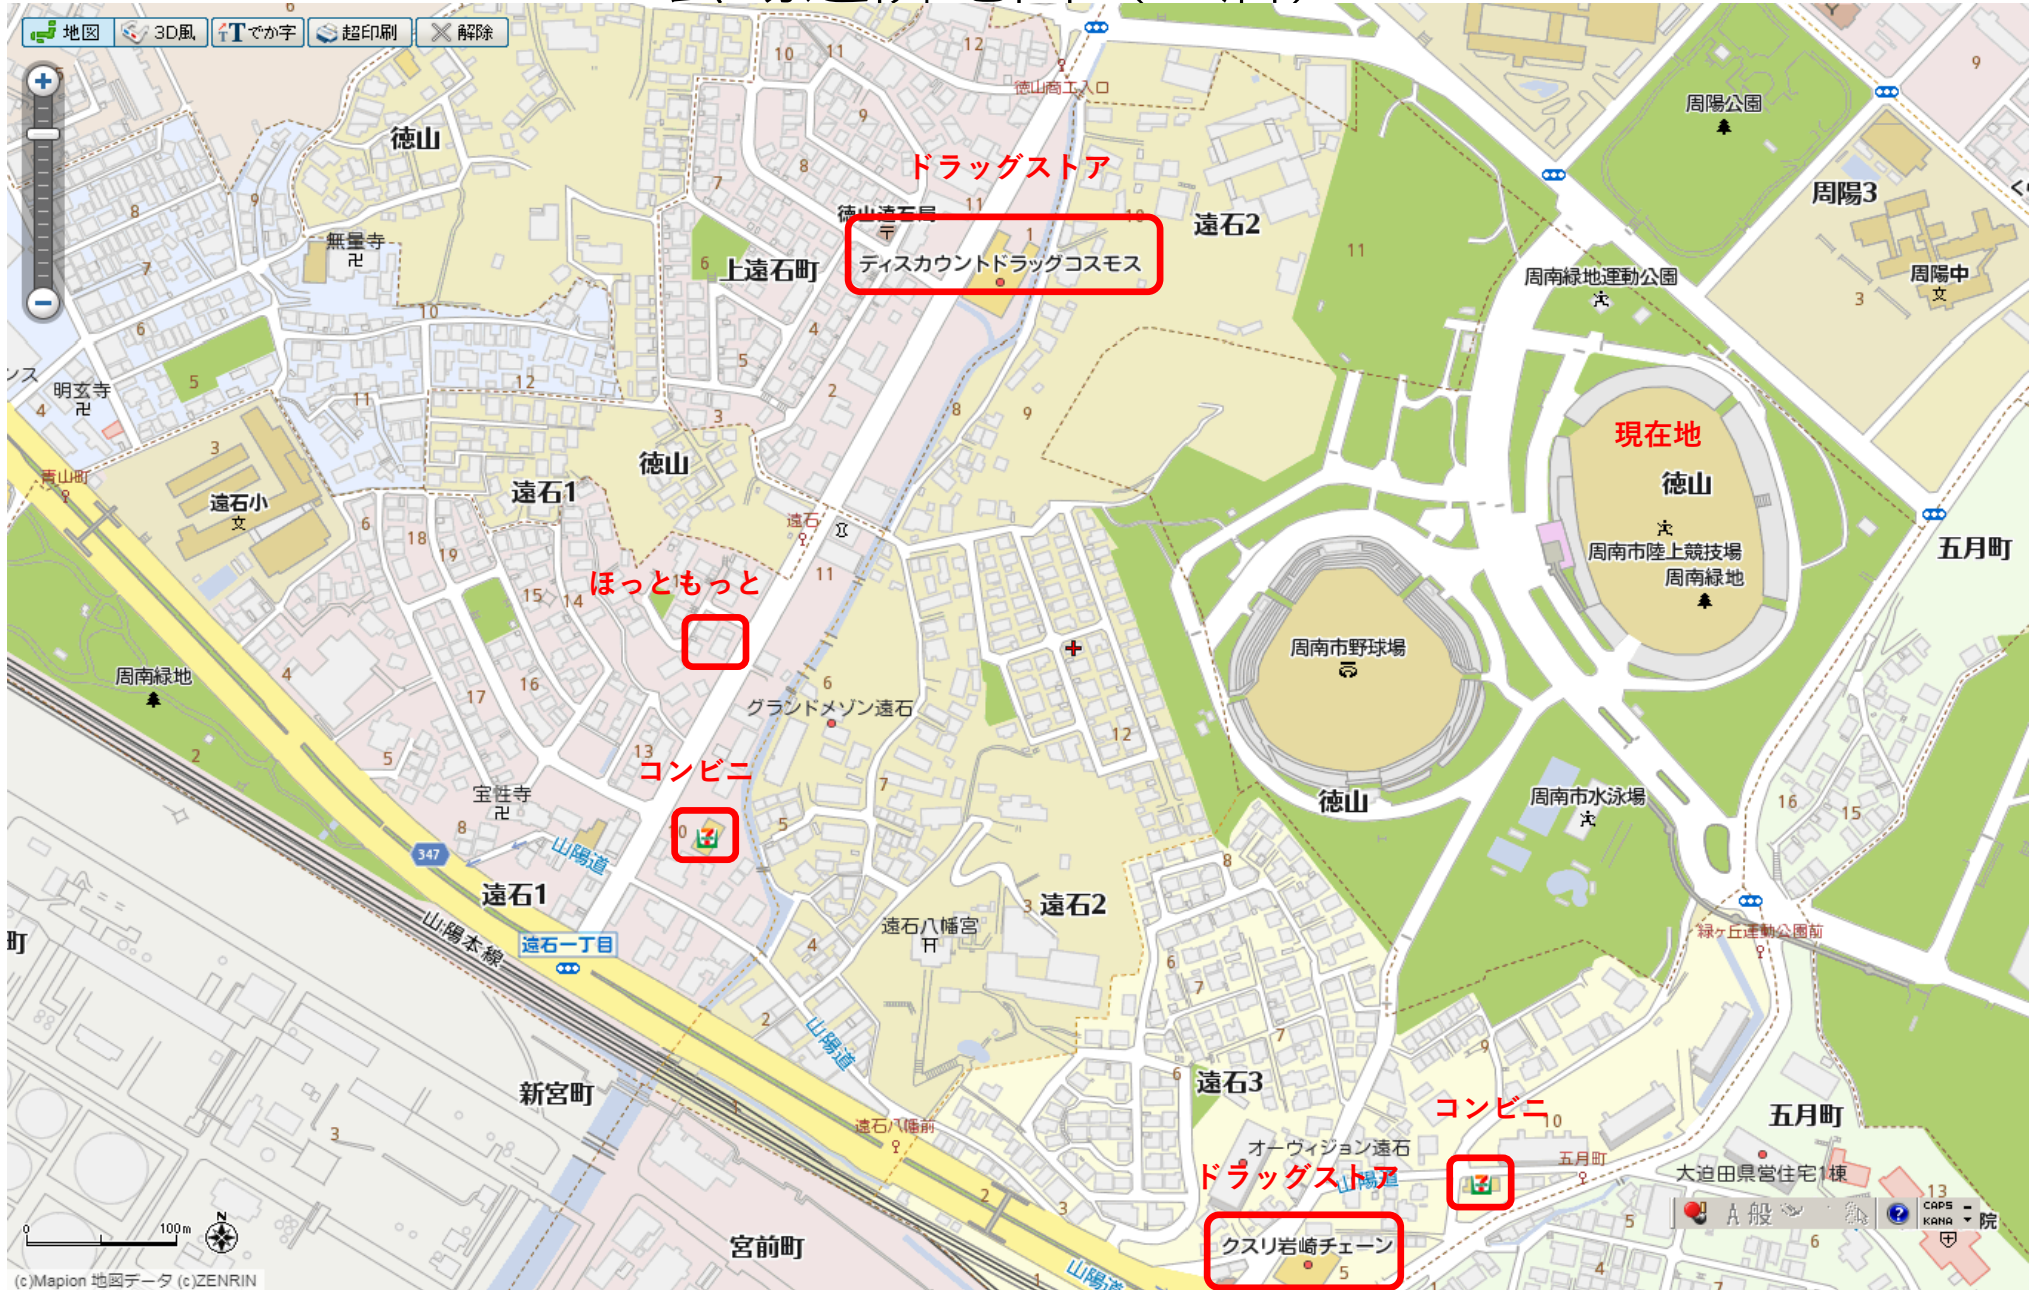 地図
3D風
でか字
超印刷
解除
徳山商工入口
周陽公園
徳山
ドラッグストア
周陽3
徳山遠石局
遠石2
無量寺
上遠石町
ディスカウントドラッグコスモス
周南緑地運動公園
周陽中
明玄寺
現在地
徳山
徳山
青山町
遠石小
遠石1
遠石
周南市陸上競技場
周南緑地
五月町
ほっともっと
周南市野球場
周南緑地
グランドメゾン遠石
コンビニ
宝性寺
周南市水泳場
徳山
347
山陽道
遠石1
遠石2
山陽本線
遠石一丁目
遠石八幡宮
緑ヶ丘運動公園前
山陽道
新宮町
遠石3
コンビニ
五月町
遠石八幡前
オーヴィジョン遠石
五月町
ドラッグストア
山陽道
大迫田県営住宅1棟
A 般
CAPS
KANA
院
0
100m
N
宮前町
クスリ岩崎チェーン
山陽道
(c)Mapion 地図データ (c)ZENRIN